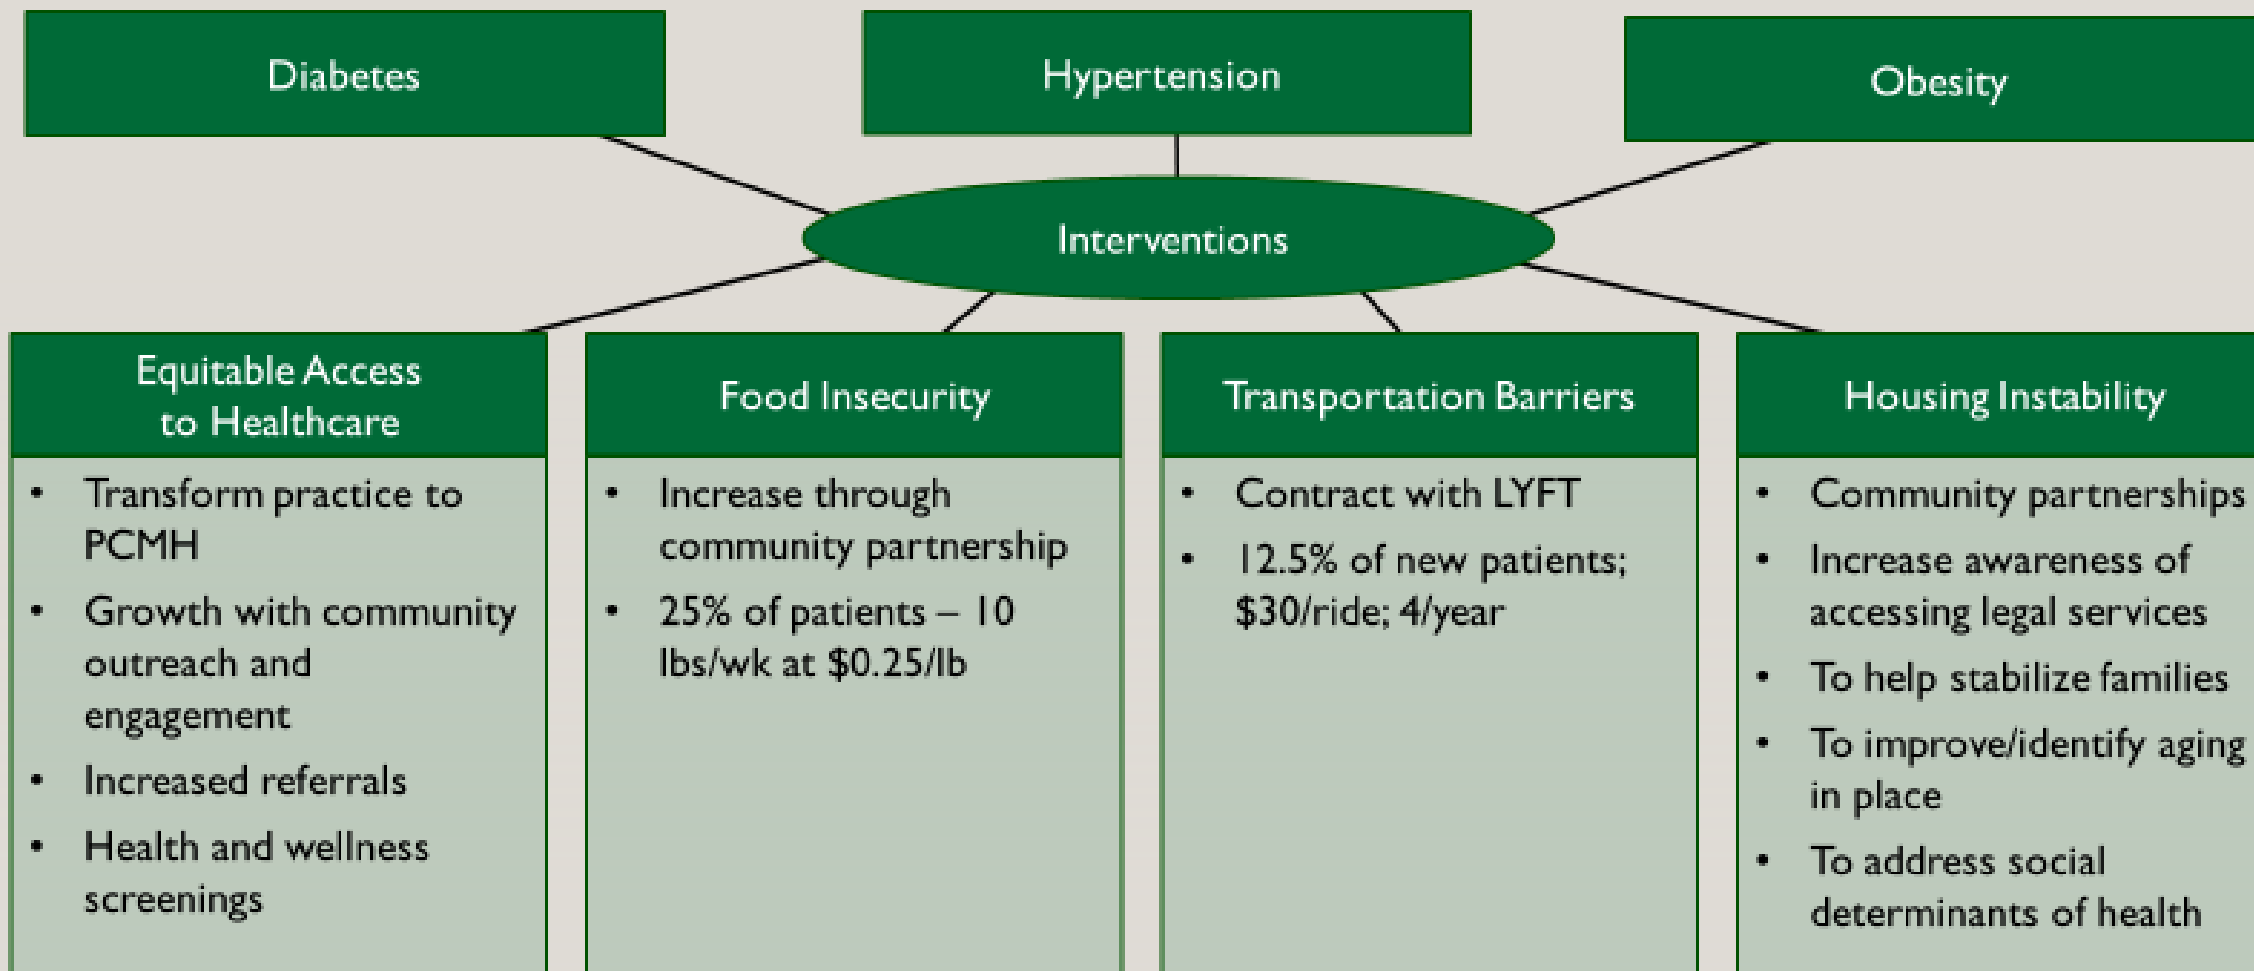 Diabetes
Hypertension
Obesity
Interventions
Equitable Access
to Healthcare
• Transform practice to
PCMH
• Growth with community
outreach and
engagement
• Increased referrals
• Health and wellness
screenings
Food Insecurity
• Increase through
community partnership
• 25% of patients – 10
lbs/wk at $0.25/lb
Transportation Barriers
• Contract with LYFT
• 12.5% of new patients;
$30/ride; 4/year
Housing Instability
• Community partnerships
• Increase awareness of
accessing legal services
• To help stabilize families
• To improve/identify aging
in place
• To address social
determinants of health